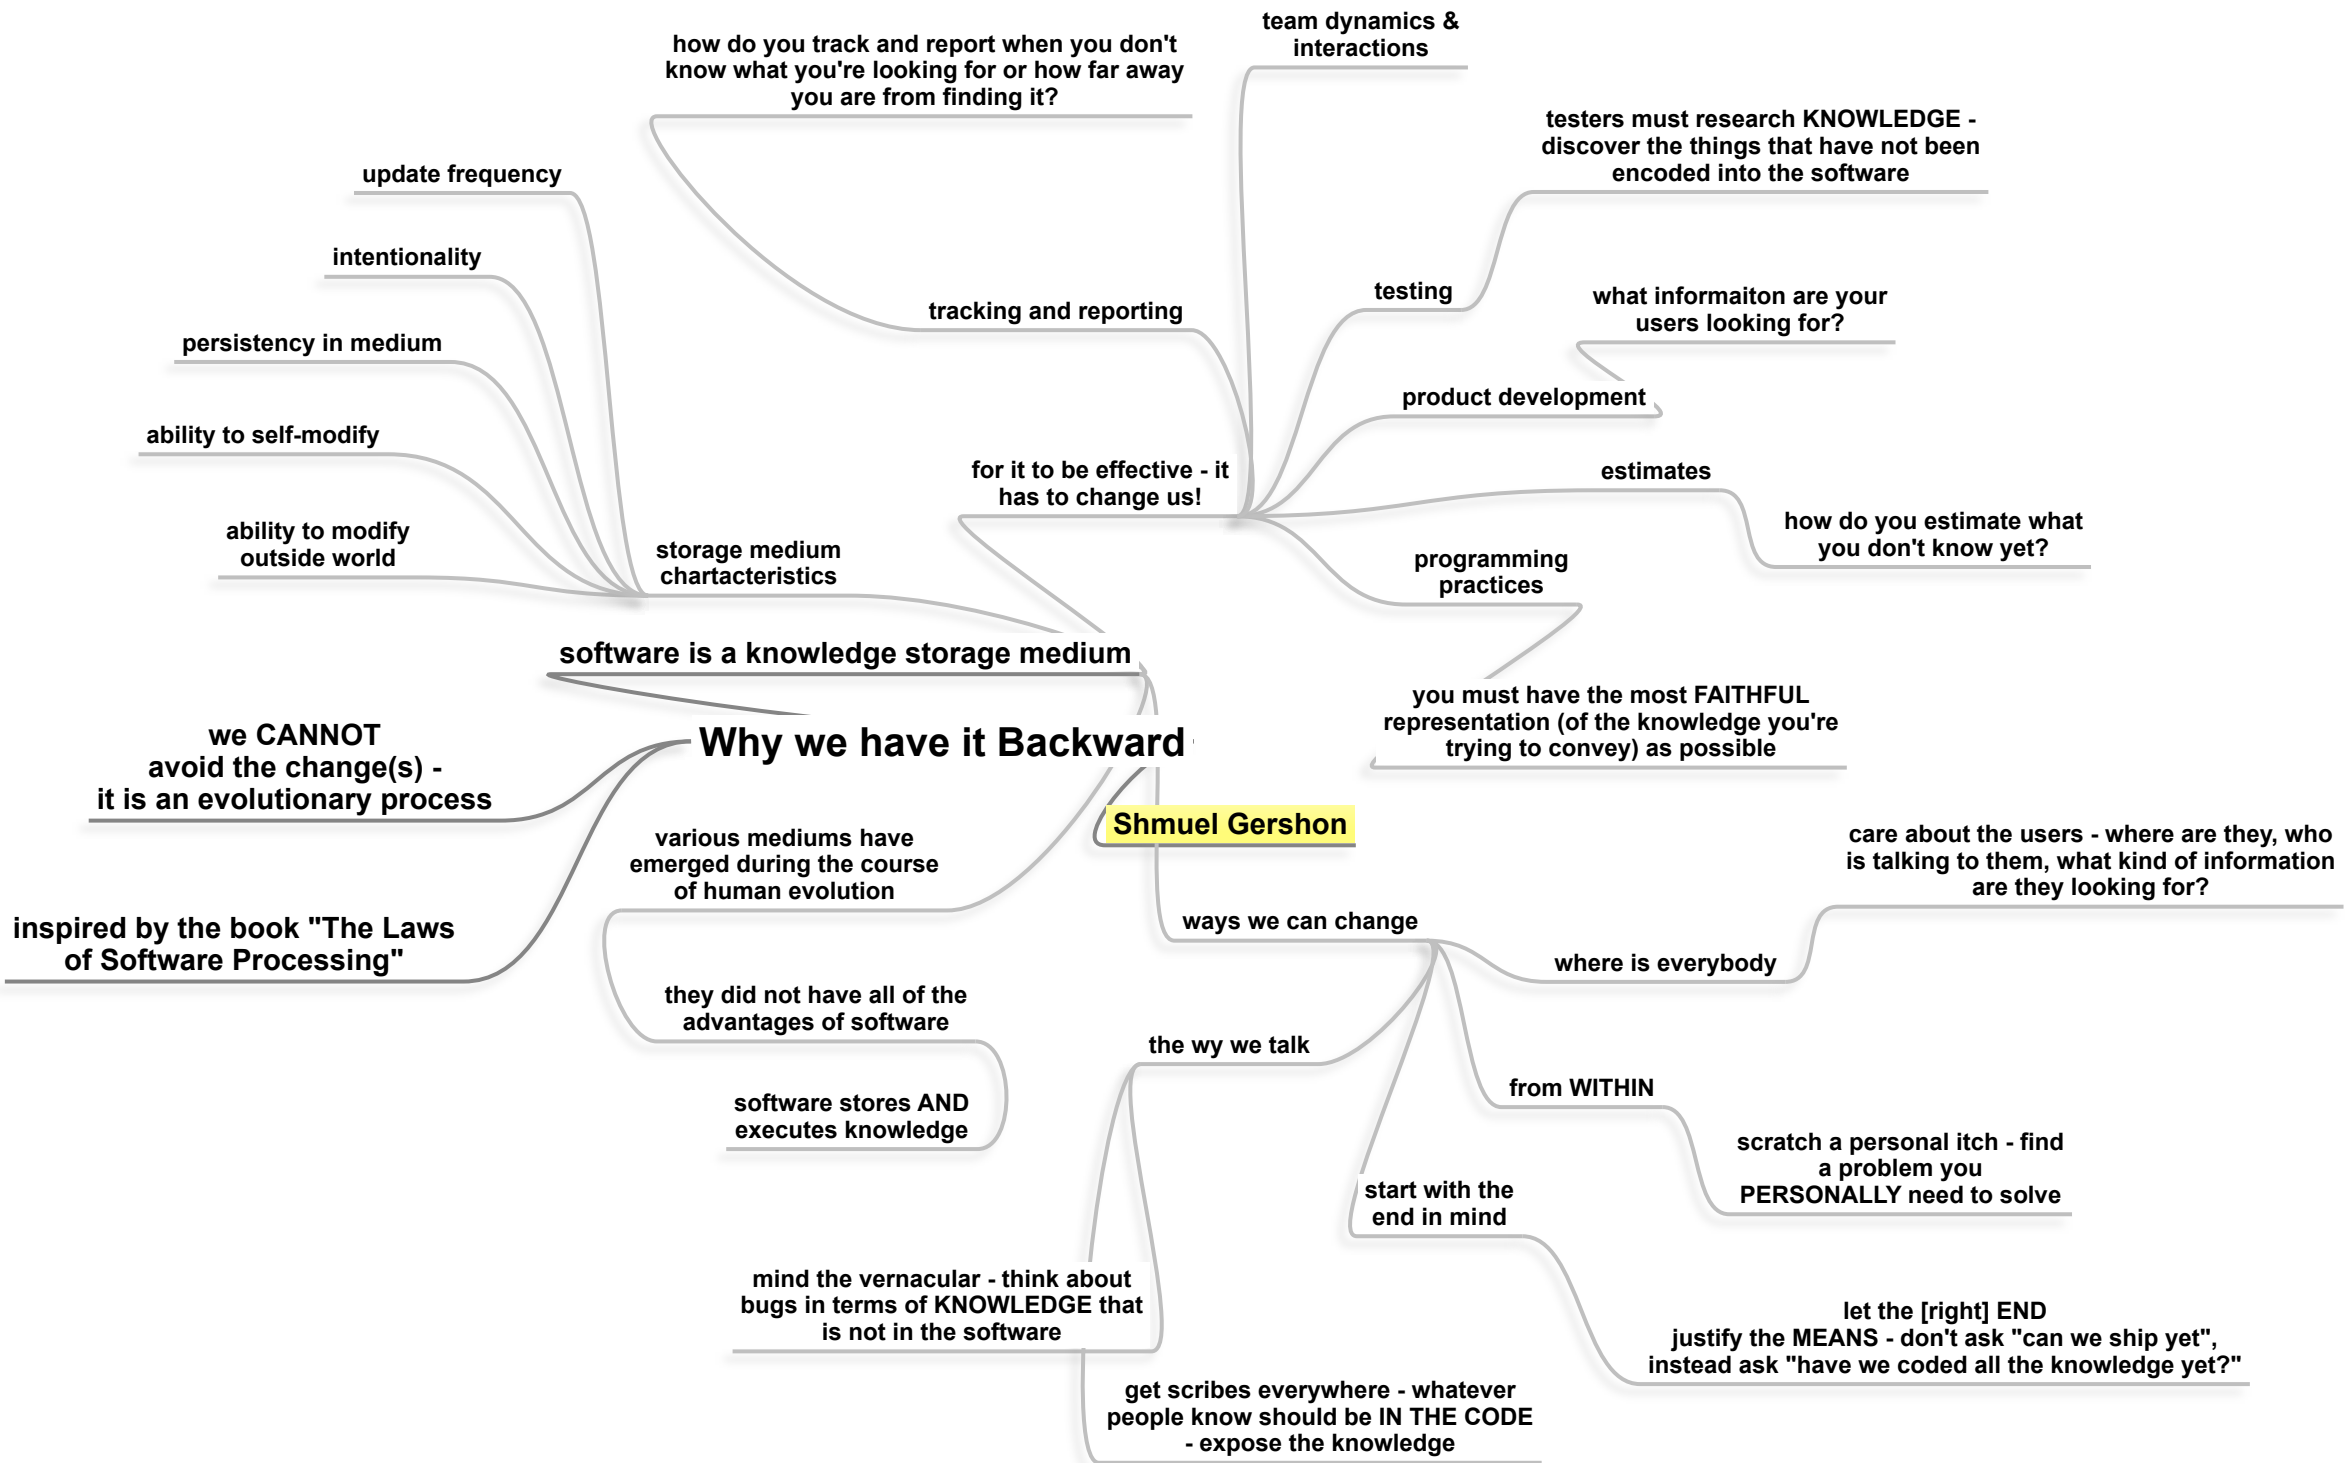 team dynamics &
interactions
how do you track and report when you don't
know what you're looking for or how far away
you are from finding it?
testers must research KNOWLEDGE -
discover the things that have not been
encoded into the software
update frequency
intentionality
persistency in medium
ability to self-modify
ability to modify
outside world
storage medium
chartacteristics
tracking and reporting
testing
what informaiton are your
users looking for?
product development
for it to be effective - it
has to change us!
estimates
how do you estimate what
you don't know yet?
programming
practices
you must have the most FAITHFUL
representation (of the knowledge you're
trying to convey) as possible
software is a knowledge storage medium
Why we have it Backward
we CANNOT
avoid the change(s) -
it is an evolutionary process
inspired by the book "The Laws
of Software Processing"
Shmuel Gershon
various mediums have
emerged during the course
of human evolution
they did not have all of the
advantages of software
software stores AND
executes knowledge
ways we can change
care about the users - where are they, who
is talking to them, what kind of information
are they looking for?
where is everybody
the wy we talk
from WITHIN
scratch a personal itch - find
a problem you
PERSONALLY need to solve
start with the
end in mind
let the [right] END
justify the MEANS - don't ask "can we ship yet",
instead ask "have we coded all the knowledge yet?"
mind the vernacular - think about
bugs in terms of KNOWLEDGE that
is not in the software
get scribes everywhere - whatever
people know should be IN THE CODE
- expose the knowledge